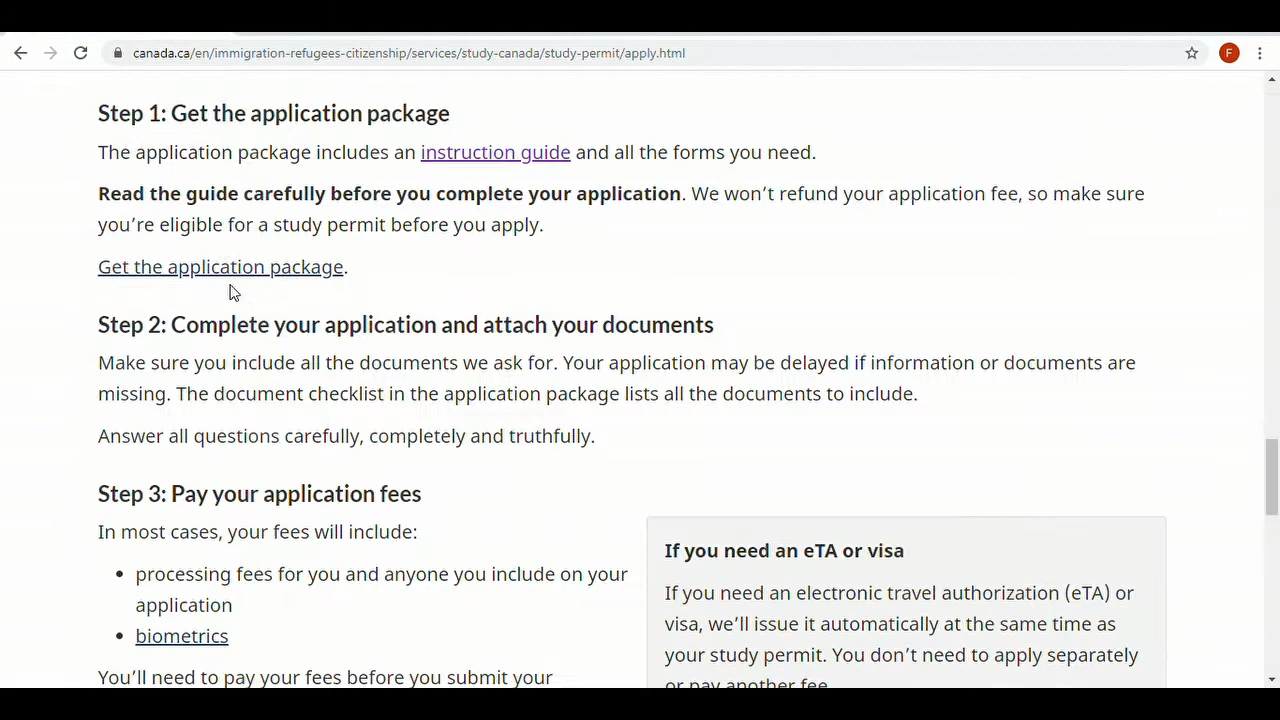 canada.ca/en/immigration-refugees-citizenship/services/study-canada/study-permit/apply.html
F
Step 1: Get the application package
The application package includes an instruction guide and all the forms you need.
Read the guide carefully before you complete your application. We won’t refund your application fee, so make sure
you’re eligible for a study permit before you apply.
Get the application package.
Step 2: Complete your application and attach your documents
Make sure you include all the documents we ask for. Your application may be delayed if information or documents are
missing. The document checklist in the application package lists all the documents to include.
Answer all questions carefully, completely and truthfully.
Step 3: Pay your application fees
In most cases, your fees will include:
processing fees for you and anyone you include on your
application
biometrics
You’ll need to pay your fees before you submit your
If you need an eTA or visa
If you need an electronic travel authorization (eTA) or
visa, we’ll issue it automatically at the same time as
your study permit. You don’t need to apply separately
or pay another fee.